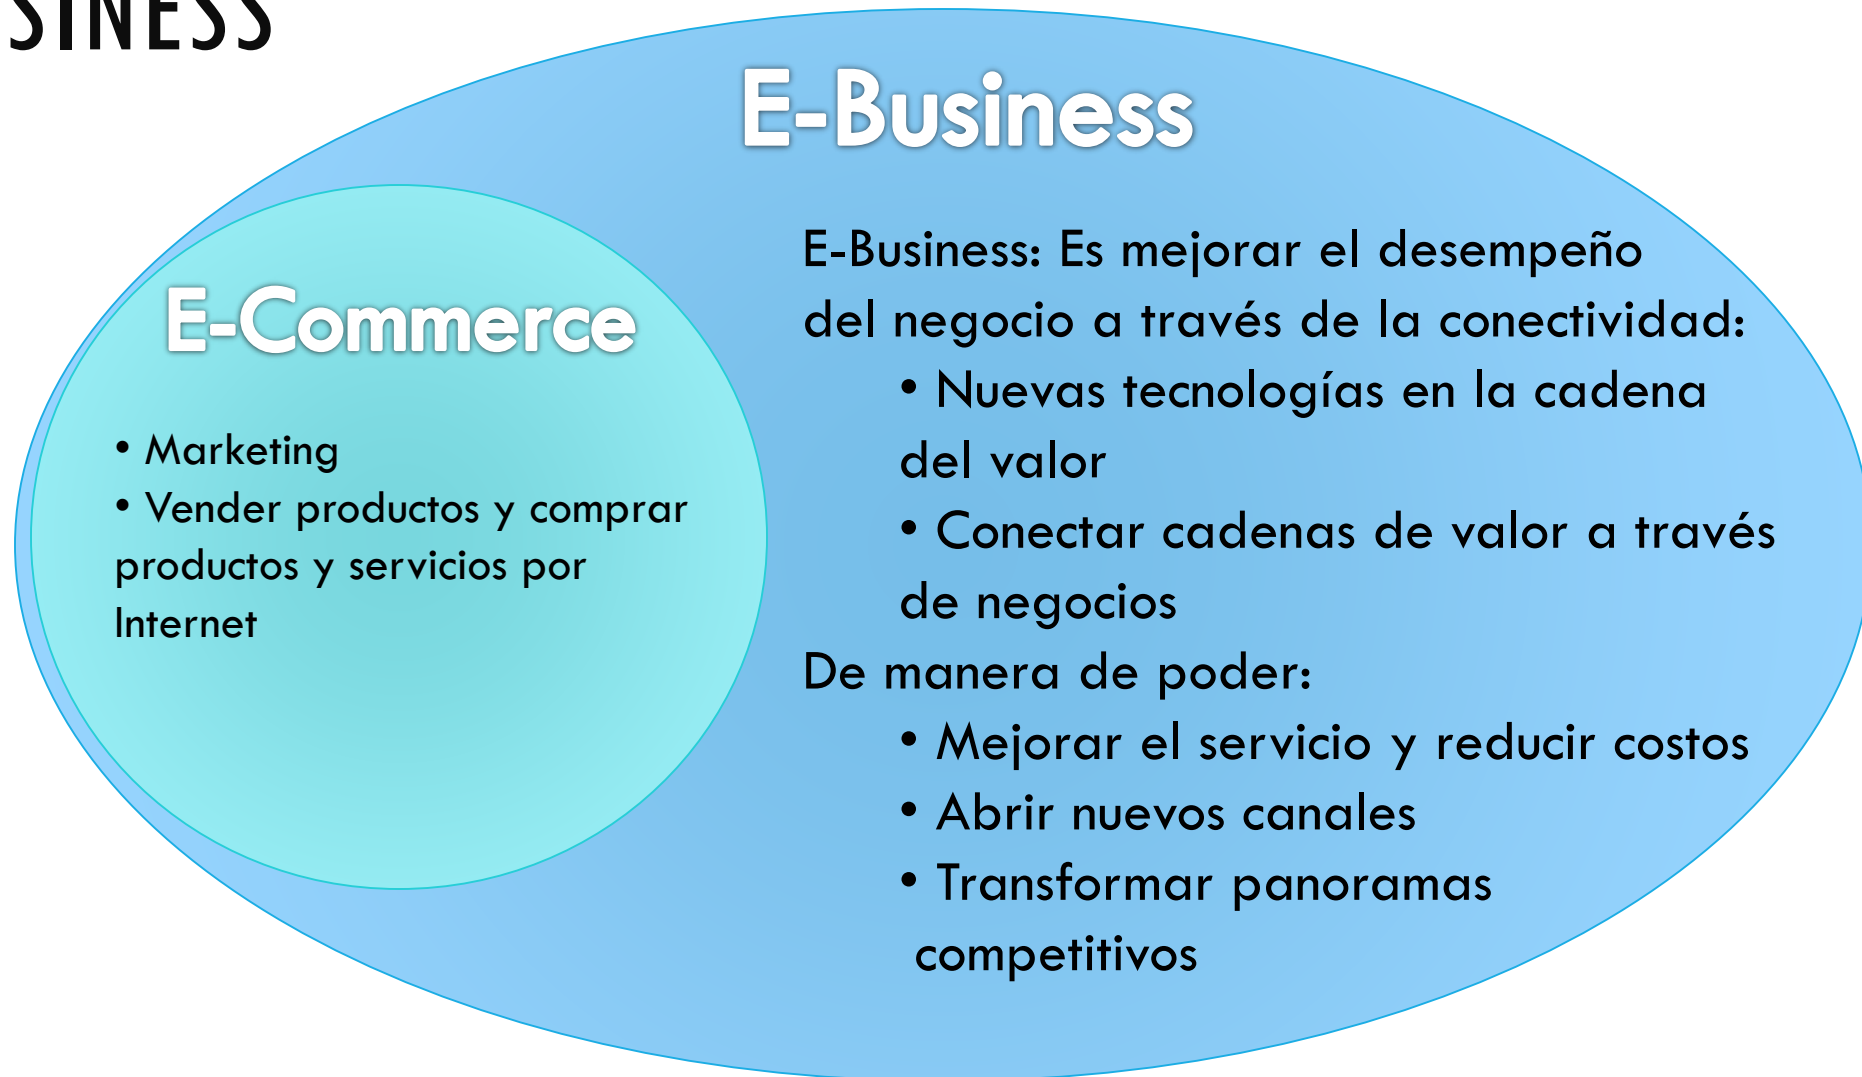 SINESS
E-Business
E-Commerce
• Marketing
• Vender productos y comprar
productos y servicios por
Internet
E-Business: Es mejorar el desempeño
del negocio a través de la conectividad:
• Nuevas tecnologías en la cadena
del valor
• Conectar cadenas de valor a través
de negocios
De manera de poder:
• Mejorar el servicio y reducir costos
• Abrir nuevos canales
• Transformar panoramas
competitivos